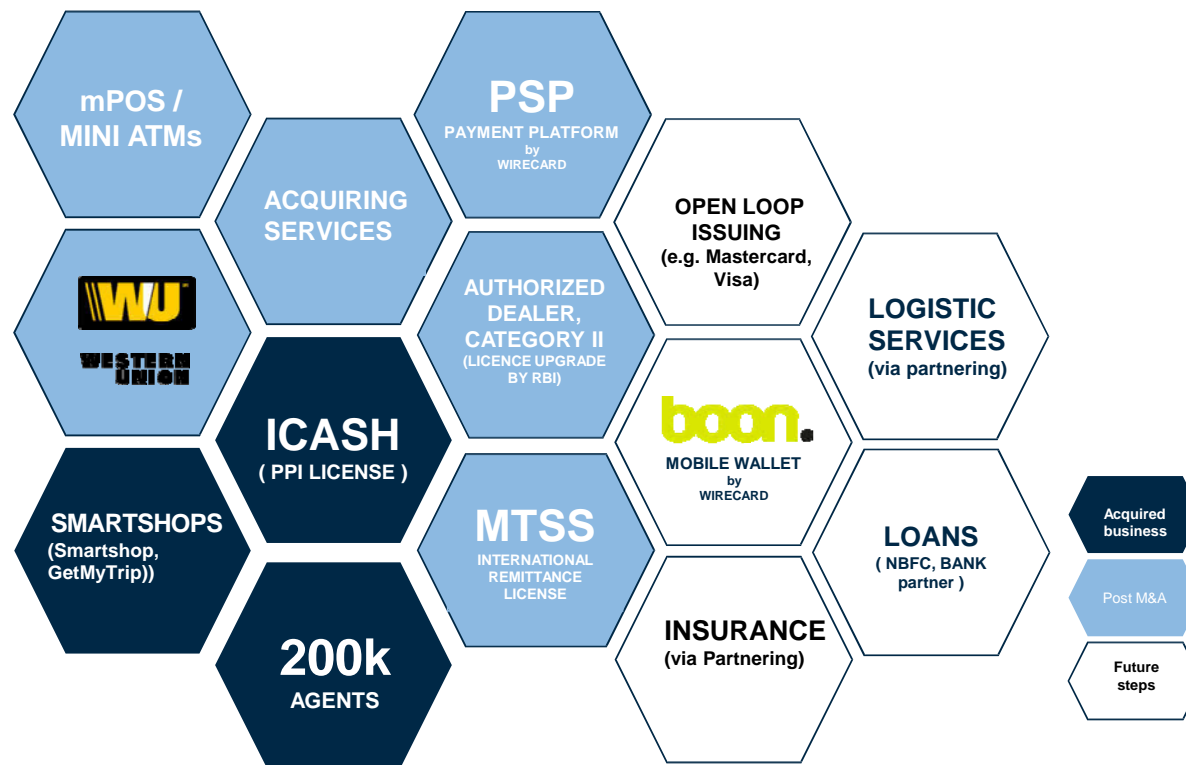 mPOS /
MINI ATMs
PSP
PAYMENT PLATFORM
by
WIRECARD
ACQUIRING
SERVICES
OPEN LOOP
ISSUING
(e.g. Mastercard,
Visa)
WU
WESTERN
UNION
AUTHORIZED
DEALER,
CATEGORY II
(LICENCE UPGRADE
BY RBI)
LOGISTIC
SERVICES
(via partnering)
ICASH
( PPI LICENSE )
boon.
MOBILE WALLET
by
WIRECARD
SMARTSHOPS
(Smartshop,
GetMyTrip))
MTSS
INTERNATIONAL
REMITTANCE
LICENSE
LOANS
( NBFC, BANK
partner )
200k
AGENTS
INSURANCE
(via Partnering)
Acquired
business
Post M&A
Future
steps